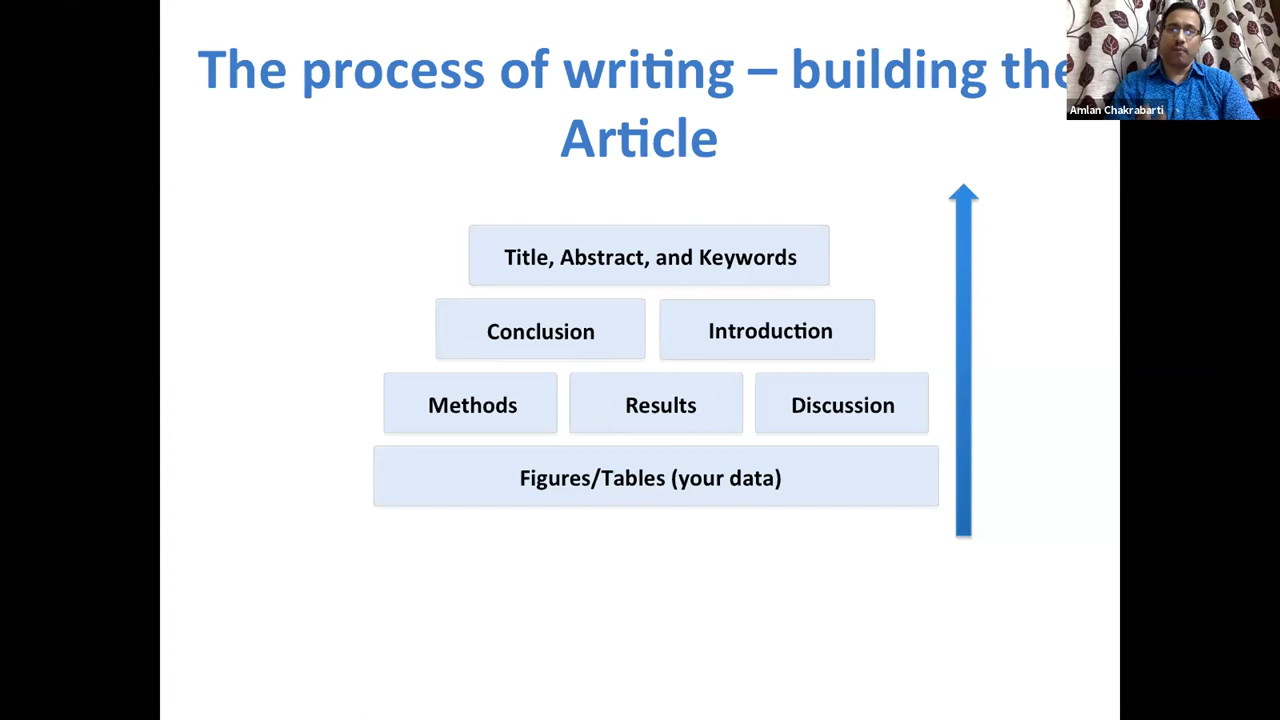 The process of writing – building the
Article
Amlan Chakrabarti
Title, Abstract, and Keywords
Conclusion Introduction
Methods Results Discussion
Figures/Tables (your data)